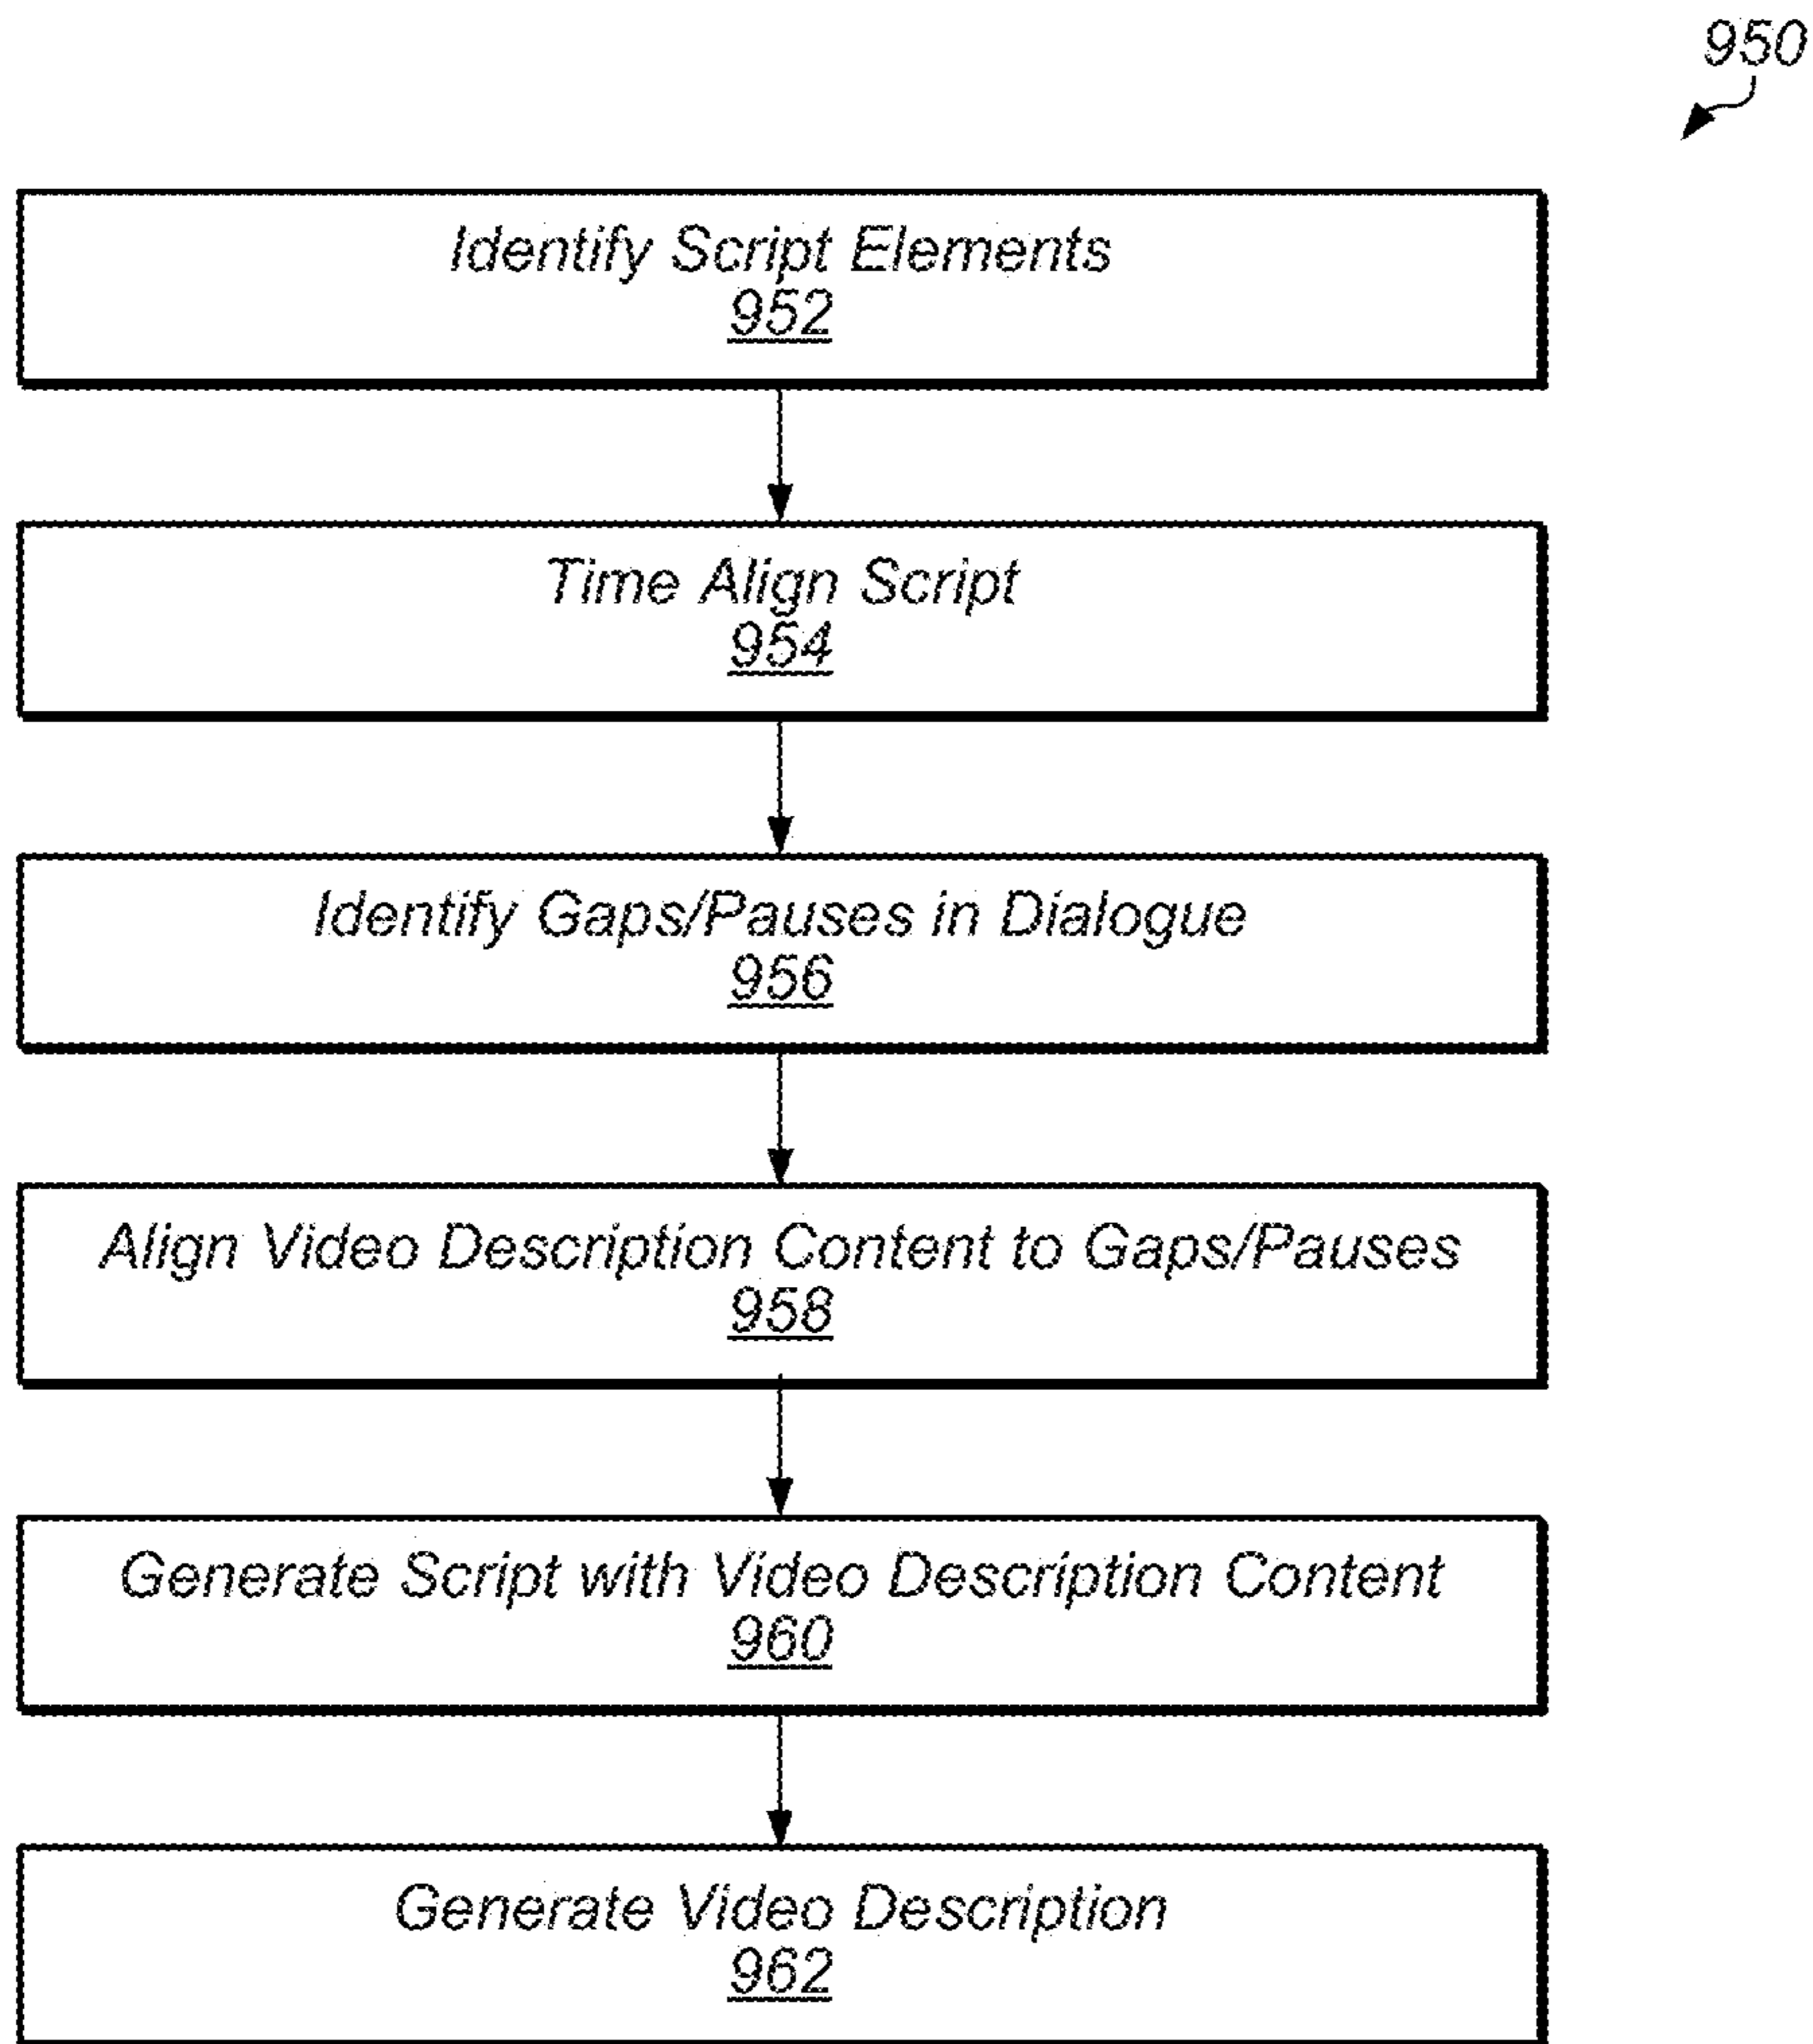 950
Identify Script Elements
952
Time Align Script
954
Identify Gaps/Pauses in Dialogue
956
Align Video Description Content to Gaps/Pauses
958
Generate Script with Video Description Content
960
Generate Video Description
962